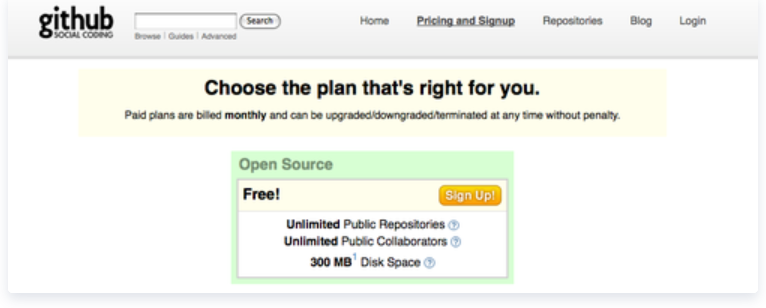 github
SOCIAL CODING
Search
Browse | Guides | Advanced
Home Pricing and Signup Repositories Blog Login
Choose the plan that's right for you.
Paid plans are billed monthly and can be upgraded/downgraded/terminated at any time without penalty.
Open Source
Free!
Sign Up!
Unlimited Public Repositories ?
Unlimited Public Collaborators ?
300 MB¹ Disk Space ?